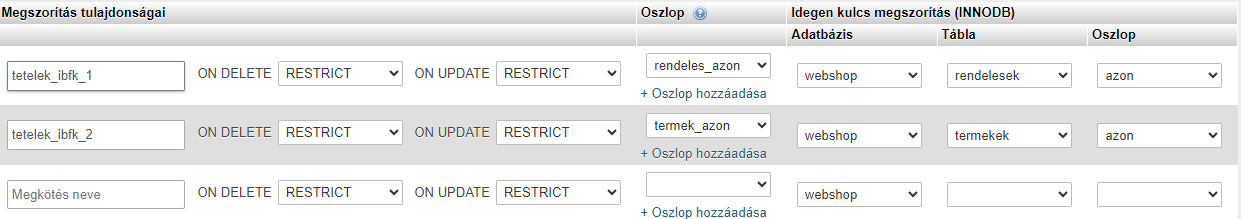 Megszorítás tulajdonságai Oszlop Idegen kulcs megszorítás (INNODB)
Adatbázis Tábla Oszlop
tetelek_ibfk_1 ON DELETE RESTRICT ON UPDATE RESTRICT rendeles_azon webshop rendelesek azon
+ Oszlop hozzáadása
tetelek_ibfk_2 ON DELETE RESTRICT ON UPDATE RESTRICT termek_azon webshop termekek azon
+ Oszlop hozzáadása
Megkötés neve ON DELETE RESTRICT ON UPDATE RESTRICT webshop
+ Oszlop hozzáadása